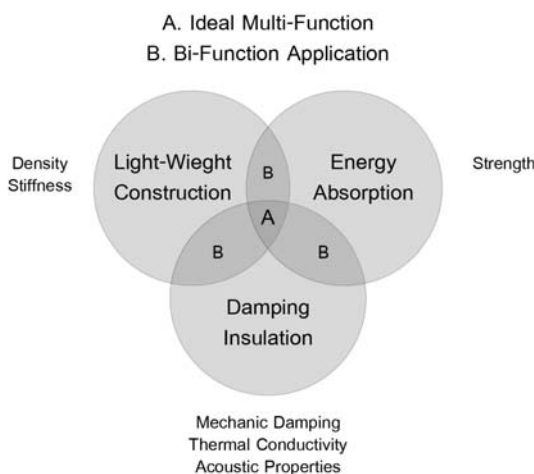 A. Ideal Multi-Function
B. Bi-Function Application
Density
Stiffness
Light-Wieght
Construction
B
Energy
Absorption
Strength
A
B
B
Damping
Insulation
Mechanic Damping
Thermal Conductivity
Acoustic Properties